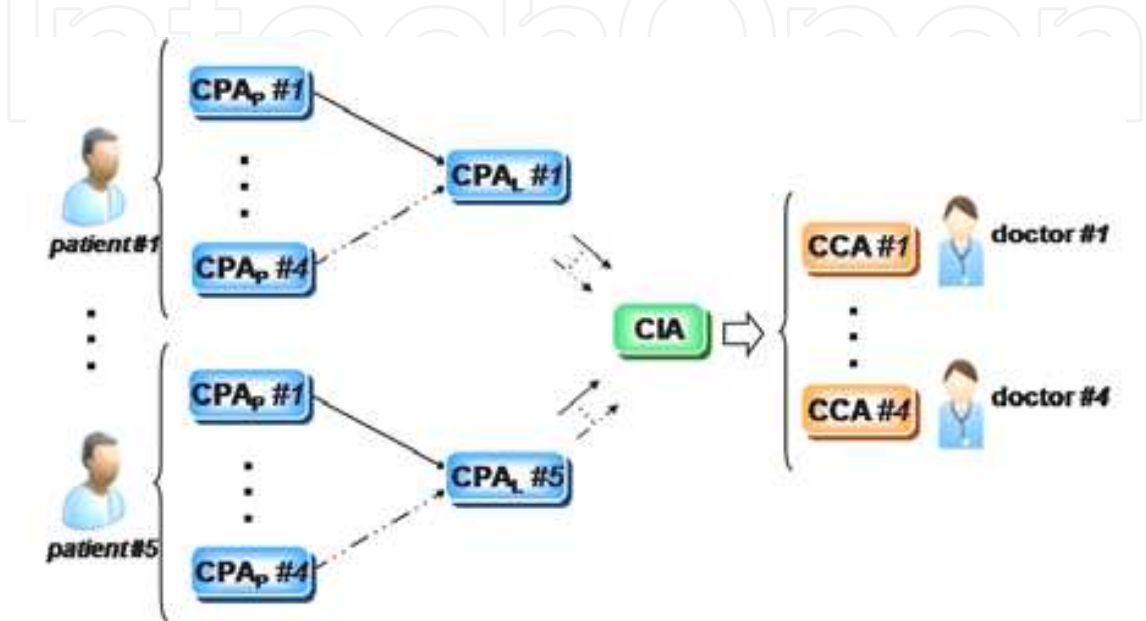 IntechOpen
CPAP #1
CPAL #1
CPAP #4
patient#1
CPAP #1
CPAL #5
CPAP #4
patient#5
CIA
CCA #1
doctor #1
CCA #4
doctor #4